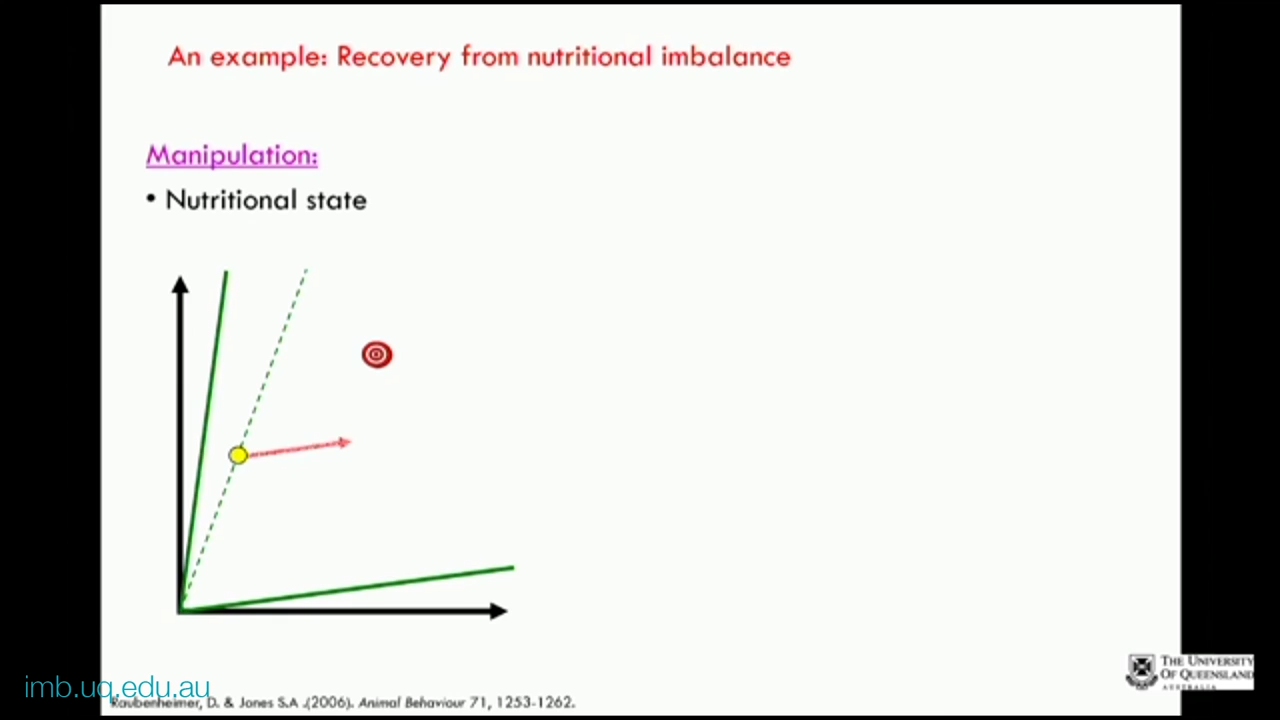 An example: Recovery from nutritional imbalance
Manipulation:
• Nutritional state
THE UNIVERSITY
OF QUEENSLAND
AUSTRALIA
imb.uq.edu.au
Raubenheimer, D. & Jones S.A .(2006). Animal Behaviour 71, 1253-1262.